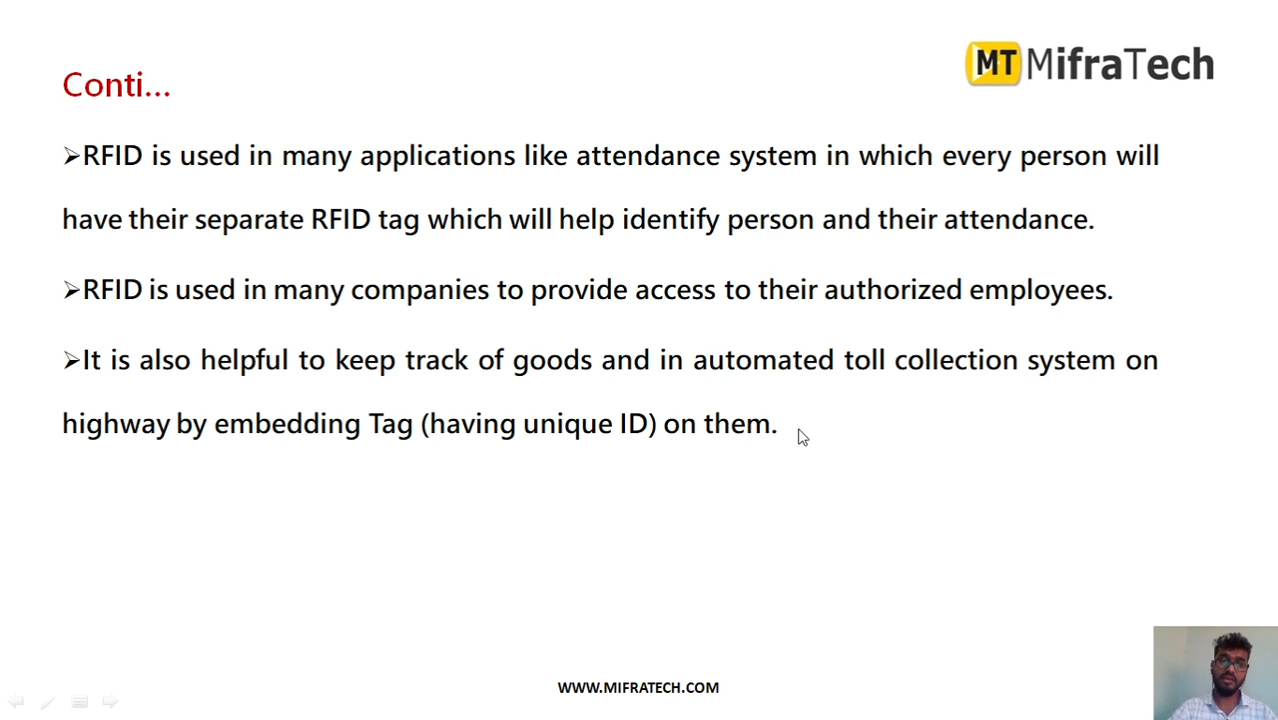 MT MifraTech
Conti...
➢RFID is used in many applications like attendance system in which every person will
have their separate RFID tag which will help identify person and their attendance.
➢RFID is used in many companies to provide access to their authorized employees.
➢It is also helpful to keep track of goods and in automated toll collection system on
highway by embedding Tag (having unique ID) on them.
WWW.MIFRATECH.COM